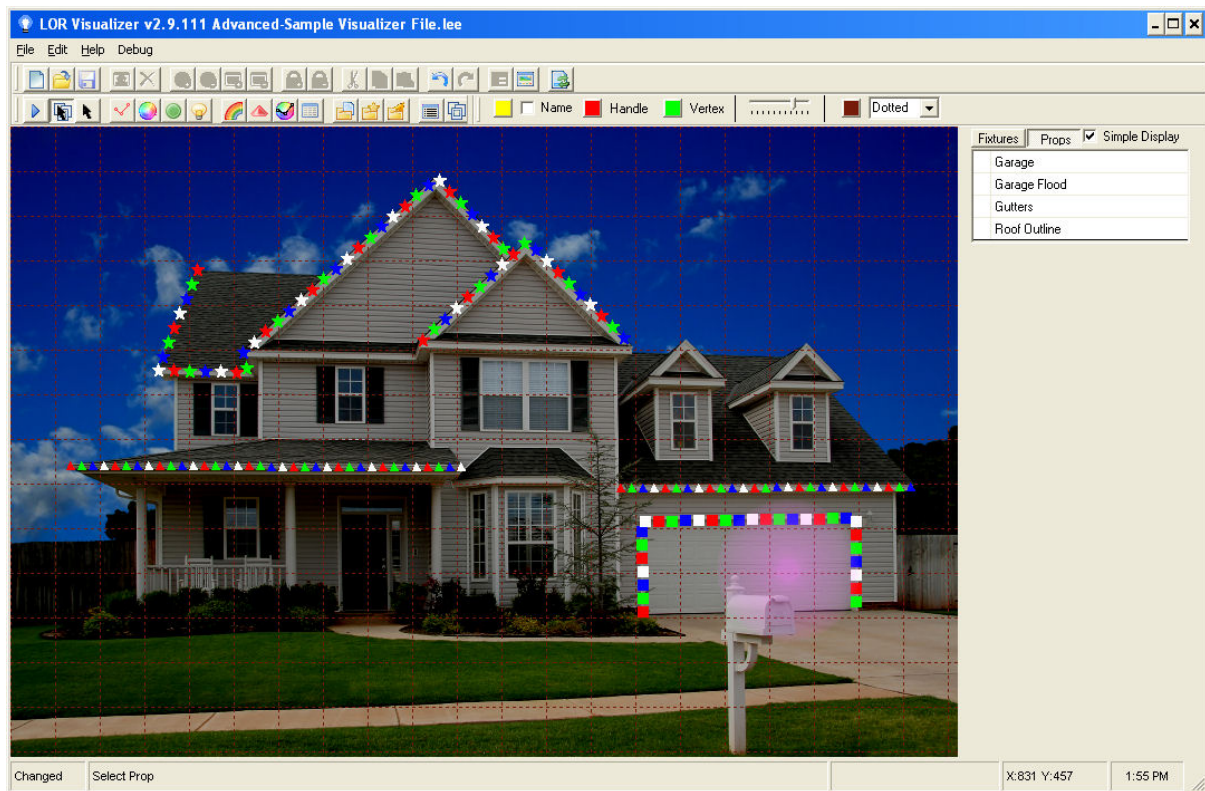 LOR Visualizer v2.9.111 Advanced-Sample Visualizer File.lee
File Edit Help Debug
Name Handle Vertex Dotted
Fixtures Props Simple Display
Garage
Garage Flood
Gutters
Roof Outline
Changed Select Prop X:831 Y:457 1:55 PM